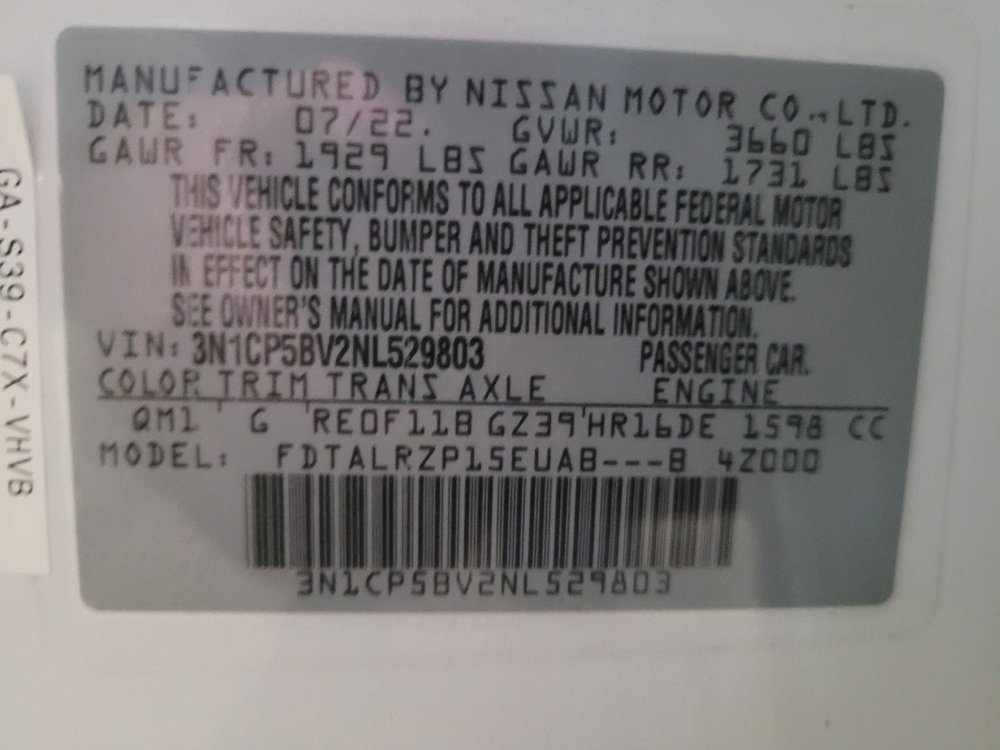 MANUFACTURED BY NISSAN MOTOR CO.,LTD.
DATE: 07/22. GVWR: 3660 LBS
GAWR FR: 1929 LBS GAWR RR: 1731 LBS
THIS VEHICLE CONFORMS TO ALL APPLICABLE FEDERAL MOTOR
VEHICLE SAFETY, BUMPER AND THEFT PREVENTION STANDARDS
IN EFFECT ON THE DATE OF MANUFACTURE SHOWN ABOVE.
SEE OWNER'S MANUAL FOR ADDITIONAL INFORMATION.
VIN: 3N1CP5BV2NL529803 PASSENGER CAR.
COLOR TRIM TRANS AXLE ENGINE
QM1 G RE0F11B GZ39 HR16DE 1598 CC
MODEL: FDTALRZP15EUAB---B 4Z000
3N1CP5BV2NL529803
GA-S39-C7X-VHVB